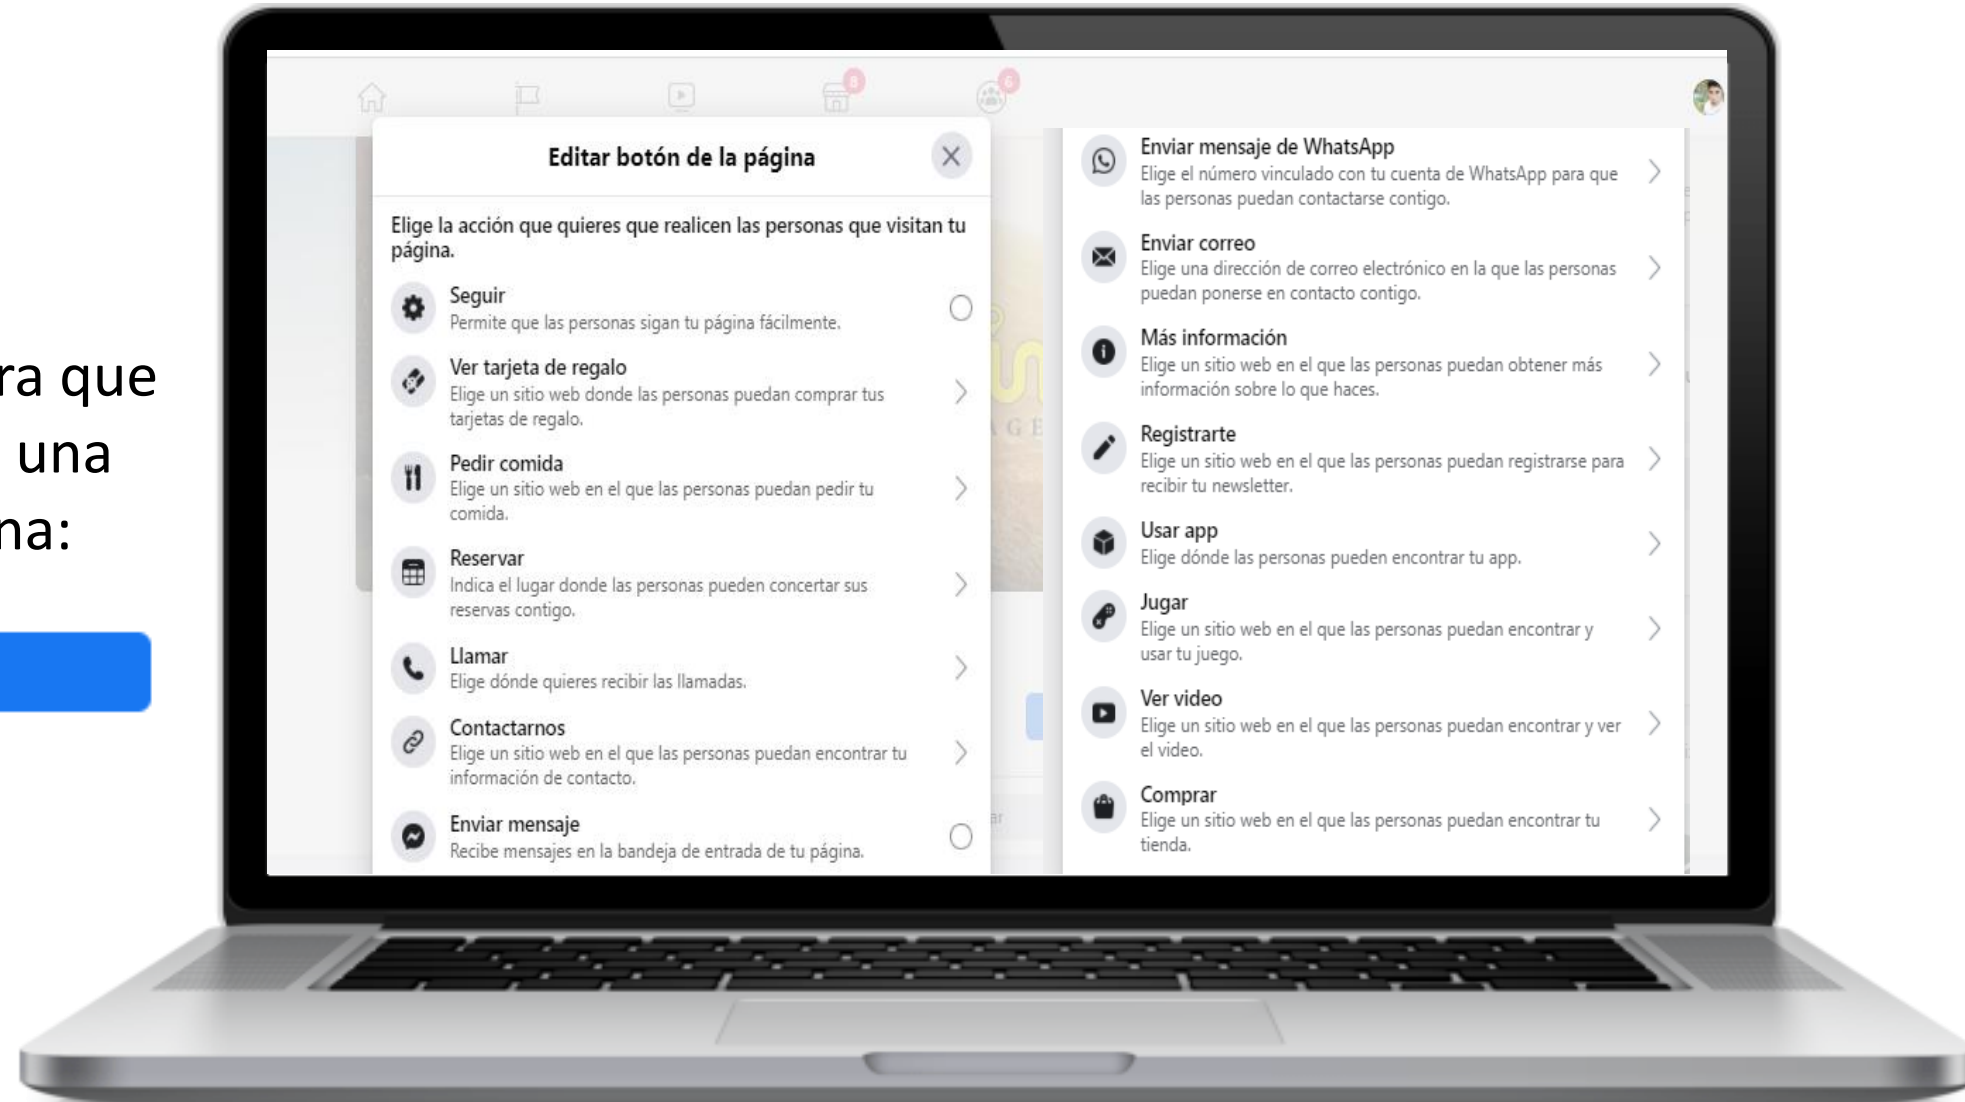 ra que
una
na:
8
6
Editar botón de la página
Elige la acción que quieres que realicen las personas que visitan tu
página.
Seguir
Permite que las personas sigan tu página fácilmente.
Ver tarjeta de regalo
Elige un sitio web donde las personas puedan comprar tus
tarjetas de regalo.
Pedir comida
Elige un sitio web en el que las personas puedan pedir tu
comida.
Reservar
Indica el lugar donde las personas pueden concertar sus
reservas contigo.
Llamar
Elige dónde quieres recibir las llamadas.
Contactarnos
Elige un sitio web en el que las personas puedan encontrar tu
información de contacto.
Enviar mensaje
Recibe mensajes en la bandeja de entrada de tu página.
Enviar mensaje de WhatsApp
Elige el número vinculado con tu cuenta de WhatsApp para que
las personas puedan contactarse contigo.
Enviar correo
Elige una dirección de correo electrónico en la que las personas
puedan ponerse en contacto contigo.
Más información
Elige un sitio web en el que las personas puedan obtener más
información sobre lo que haces.
Registrarte
Elige un sitio web en el que las personas puedan registrarse para
recibir tu newsletter.
Usar app
Elige dónde las personas pueden encontrar tu app.
Jugar
Elige un sitio web en el que las personas puedan encontrar y
usar tu juego.
Ver video
Elige un sitio web en el que las personas puedan encontrar y ver
el video.
Comprar
Elige un sitio web en el que las personas puedan encontrar tu
tienda.